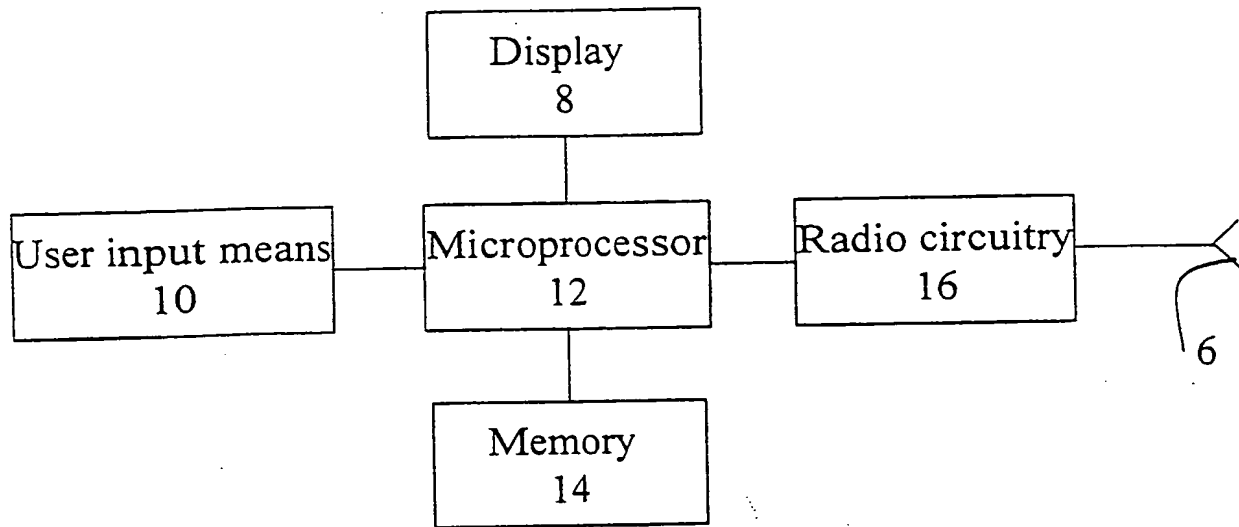 Display
8
User input means
10
Microprocessor
12
Radio circuitry
16
6
Memory
14